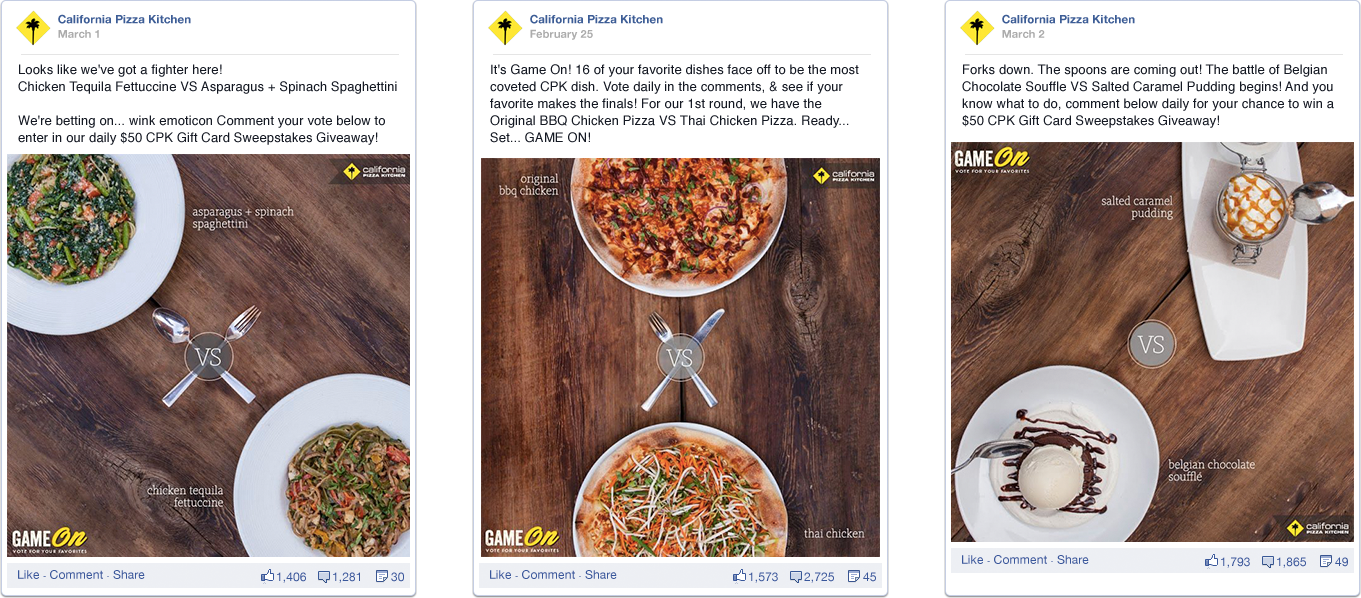 California Pizza Kitchen
March 1
Looks like we've got a fighter here!
Chicken Tequila Fettuccine VS Asparagus + Spinach Spaghettini
We're betting on... wink emoticon Comment your vote below to
enter in our daily $50 CPK Gift Card Sweepstakes Giveaway!
california
PIZZA KITCHEN
asparagus + spinach
spaghettini
VS
chicken tequila
fettuccine
GAME On
VOTE FOR YOUR FAVORITES
Like - Comment - Share
1,406 1,281 30
California Pizza Kitchen
February 25
It's Game On! 16 of your favorite dishes face off to be the most
coveted CPK dish. Vote daily in the comments, & see if your
favorite makes the finals! For our 1st round, we have the
Original BBQ Chicken Pizza VS Thai Chicken Pizza. Ready...
Set... GAME ON!
original
bbq chicken
california
PIZZA KITCHEN
VS
GAME On
VOTE FOR YOUR FAVORITES
thai chicken
Like - Comment · Share
1,573 2,725 45
California Pizza Kitchen
March 2
Forks down. The spoons are coming out! The battle of Belgian
Chocolate Souffle VS Salted Caramel Pudding begins! And you
know what to do, comment below daily for your chance to win a
$50 CPK Gift Card Sweepstakes Giveaway!
GAME On
VOTE FOR YOUR FAVORITES
salted caramel
pudding
VS
belgian chocolate
soufflé
california
PIZZA KITCHEN
Like - Comment · Share
1,793 1,865 49